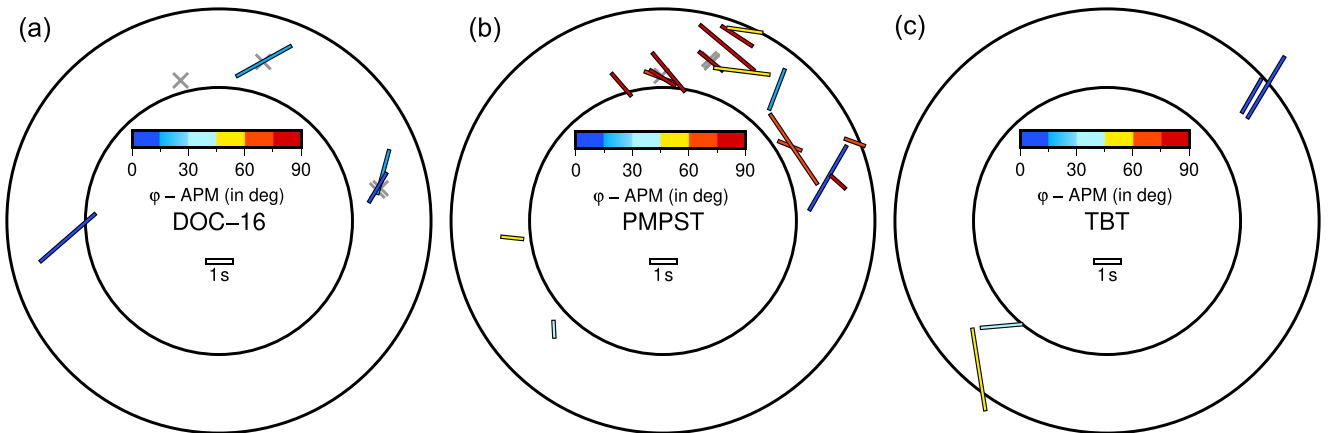 (a)
0 30 60 90
φ – APM (in deg)
DOC–16
1 s
(b)
0 30 60 90
φ – APM (in deg)
PMPST
1 s
(c)
0 30 60 90
φ – APM (in deg)
TBT
1 s